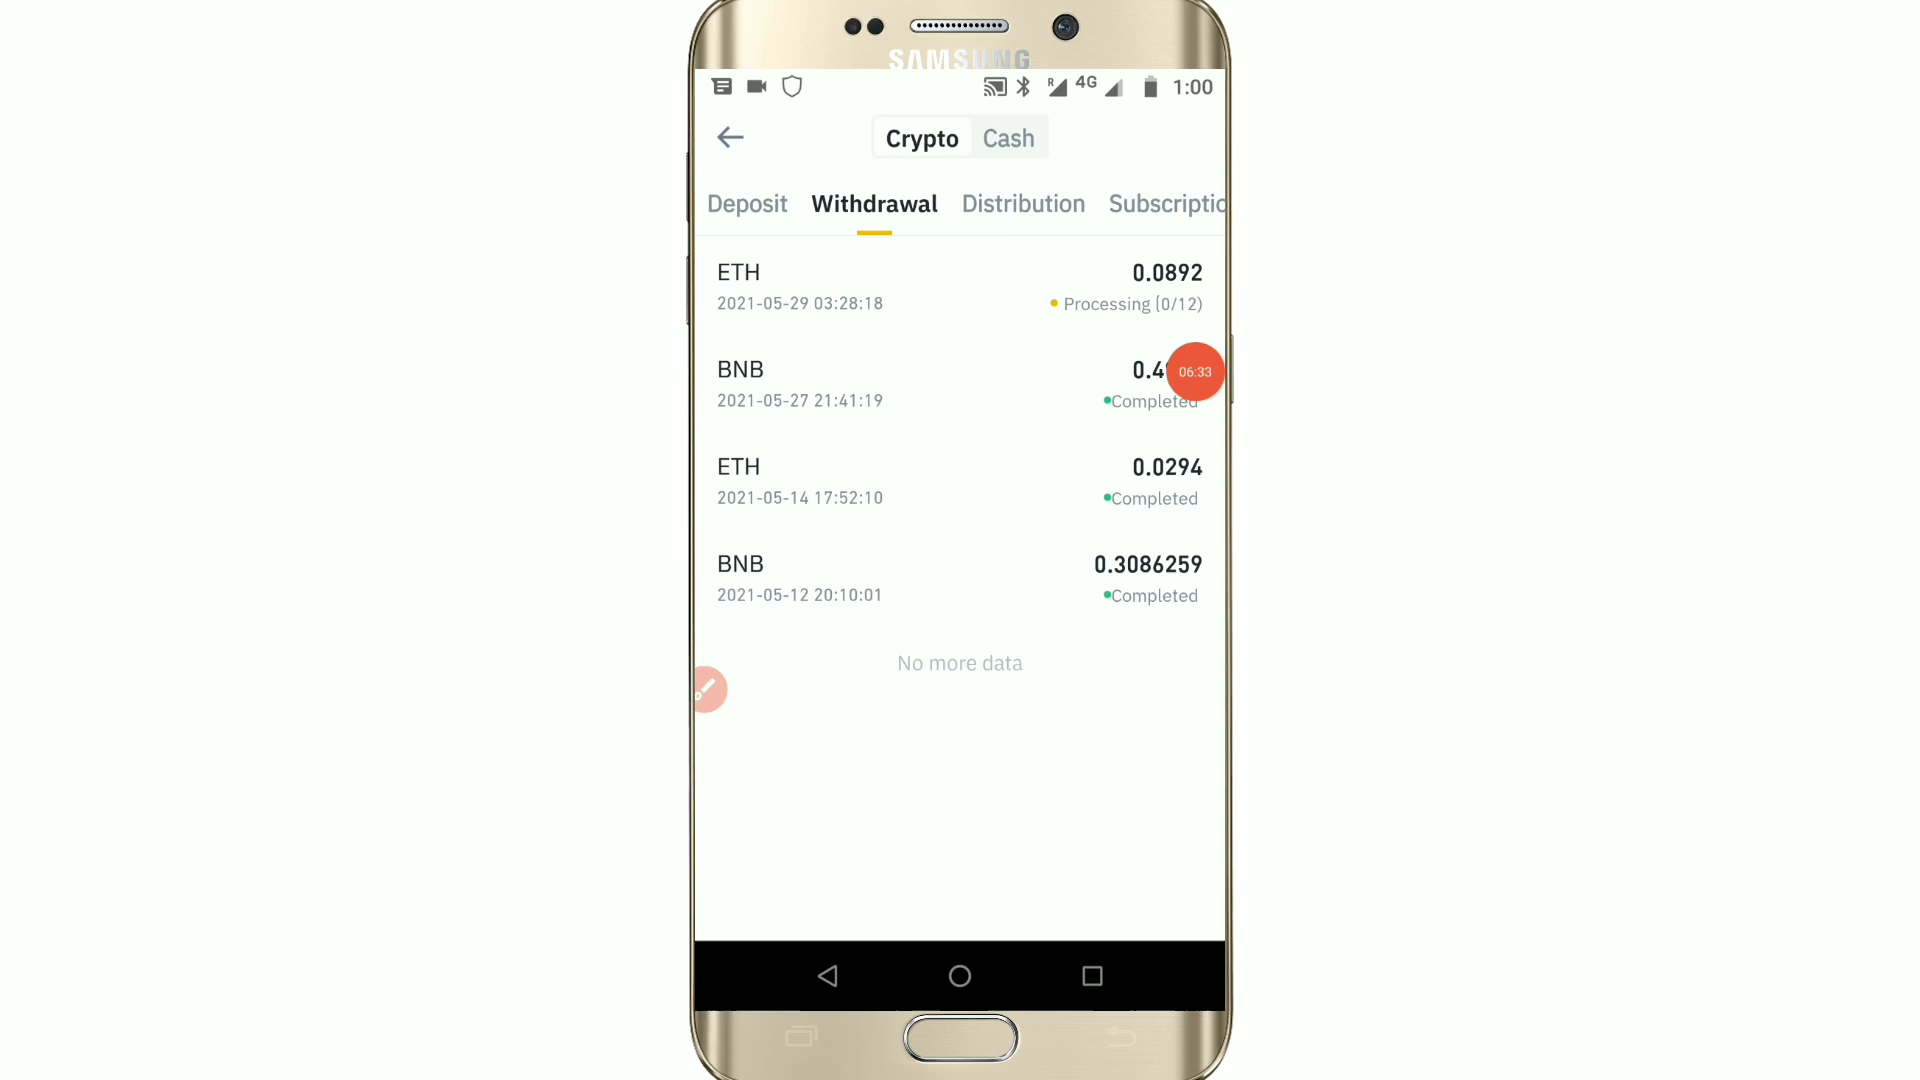 SAMSUNG
4G 1:00
Crypto Cash
Deposit Withdrawal Distribution
ETH 0.0892
2021-05-29 03:28:18 Processing (0/12)
BNB 06:33
2021-05-27 21:41:19 Completed
ETH 0.0294
2021-05-14 17:52:10 Completed
BNB 0.3086259
2021-05-12 20:10:01 Completed
No more data